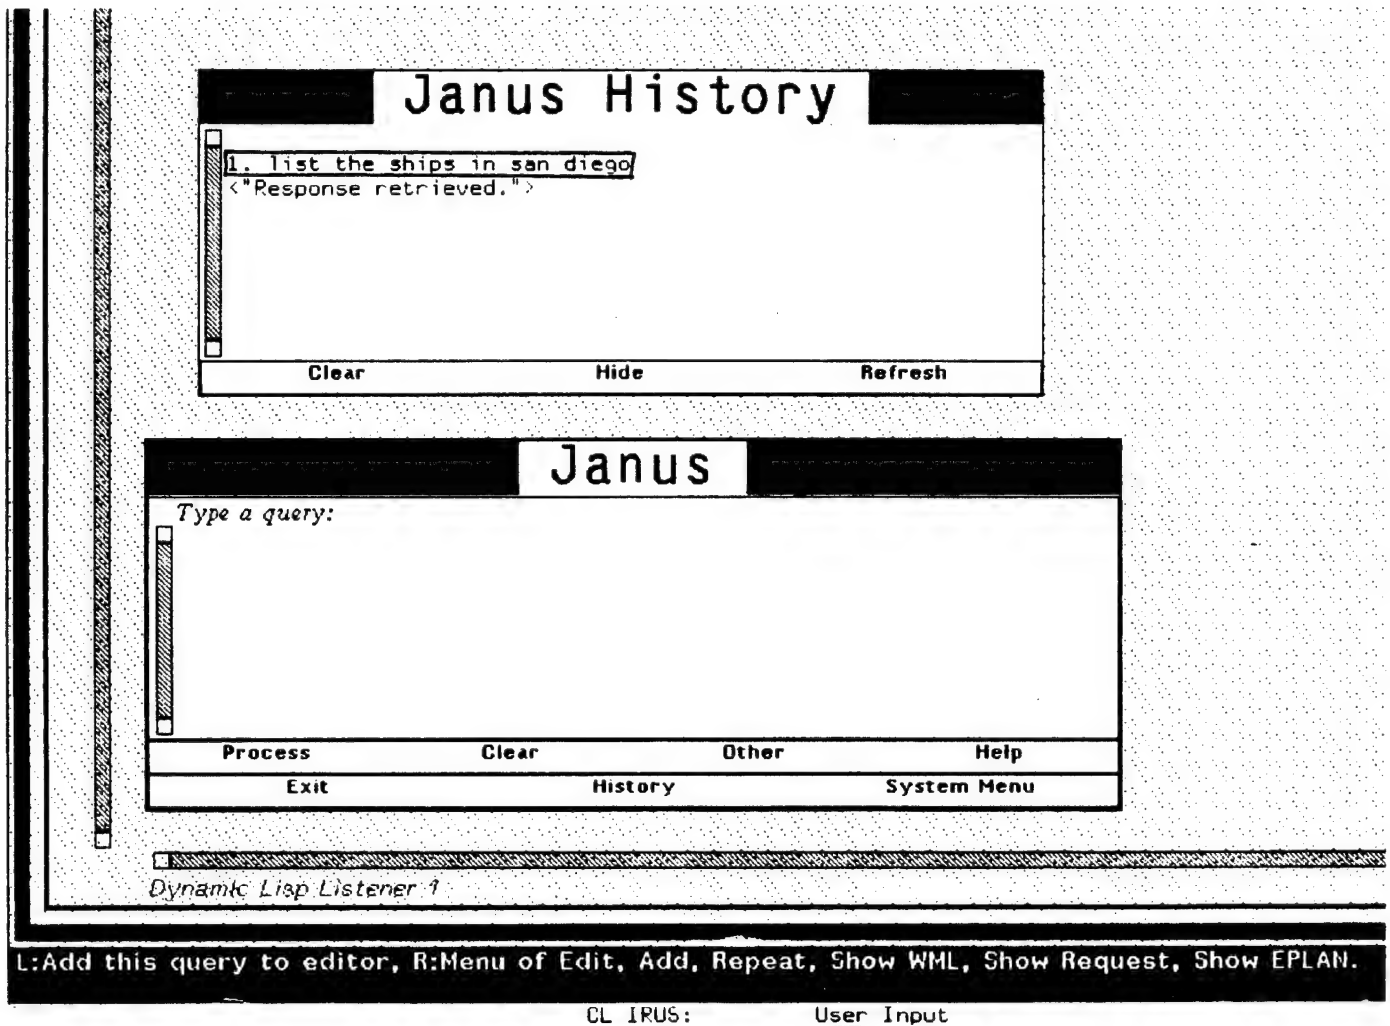 Janus History
1. list the ships in san diego
<"Response retrieved.">
Clear Hide Refresh
Janus
Type a query:
Process Clear Other Help
Exit History System Menu
Dynamic Lisp Listener 1
L:Add this query to editor, R:Menu of Edit, Add, Repeat, Show WML, Show Request, Show EPLAN.
CL IRUS: User Input